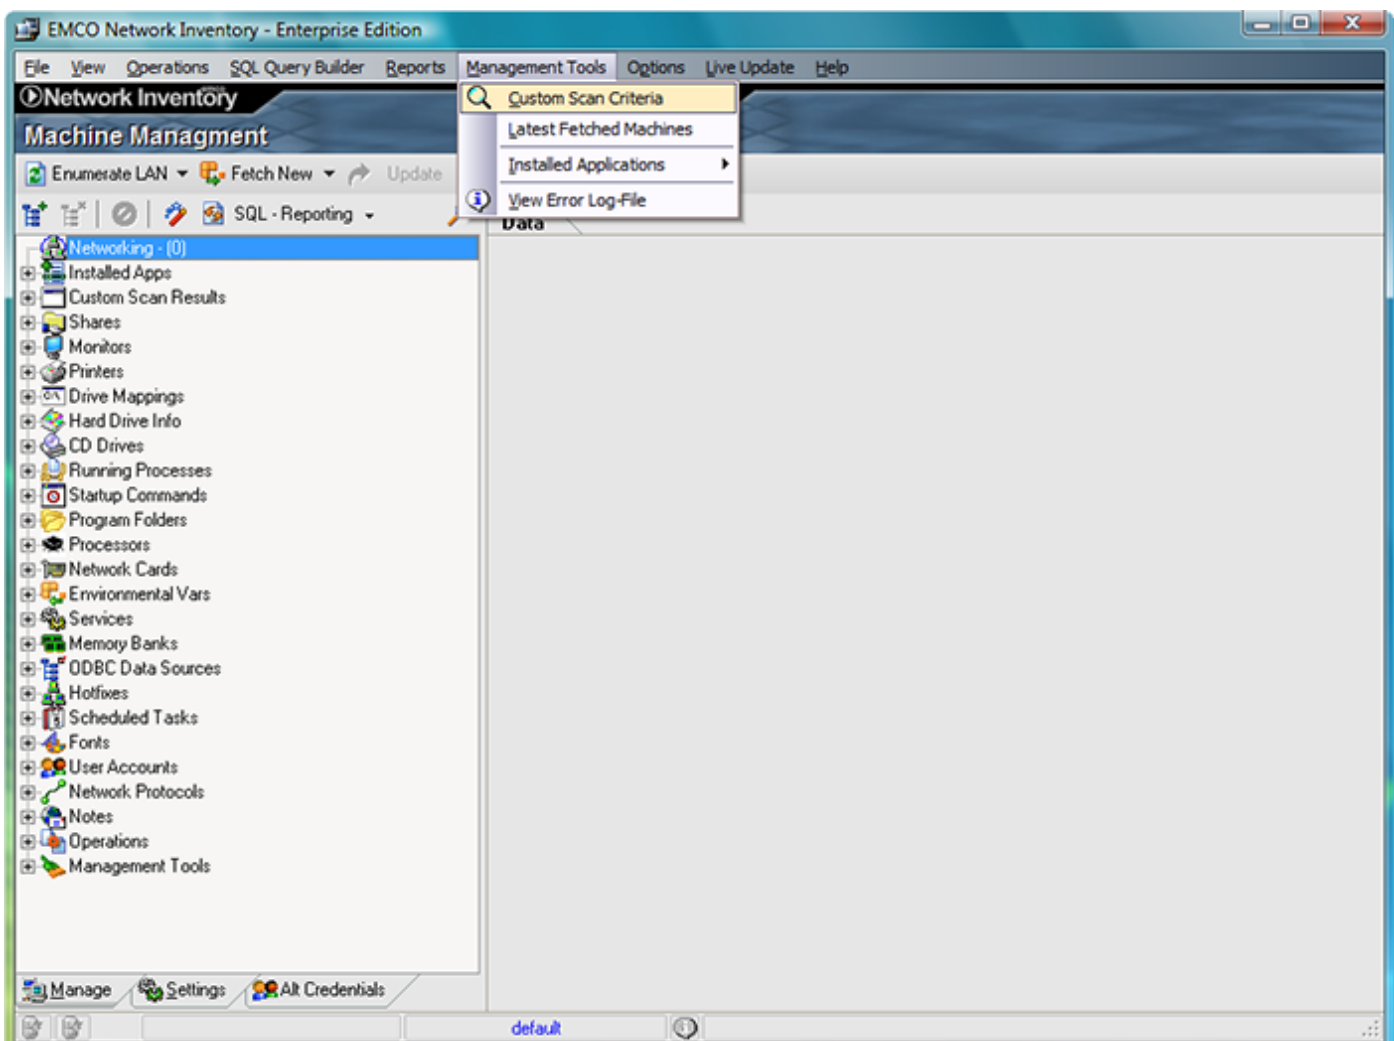 EMCO Network Inventory - Enterprise Edition
File View Operations SQL Query Builder Reports Management Tools Options Live Update Help
Network Inventory
Custom Scan Criteria
Machine Managment
Latest Fetched Machines
Enumerate LAN Fetch New Update
Installed Applications
View Error Log-File
SQL - Reporting
Data
Networking - (0)
Installed Apps
Custom Scan Results
Shares
Monitors
Printers
Drive Mappings
Hard Drive Info
CD Drives
Running Processes
Startup Commands
Program Folders
Processors
Network Cards
Environmental Vars
Services
Memory Banks
ODBC Data Sources
Hotfixes
Scheduled Tasks
Fonts
User Accounts
Network Protocols
Notes
Operations
Management Tools
Manage Settings Alt Credentials
default